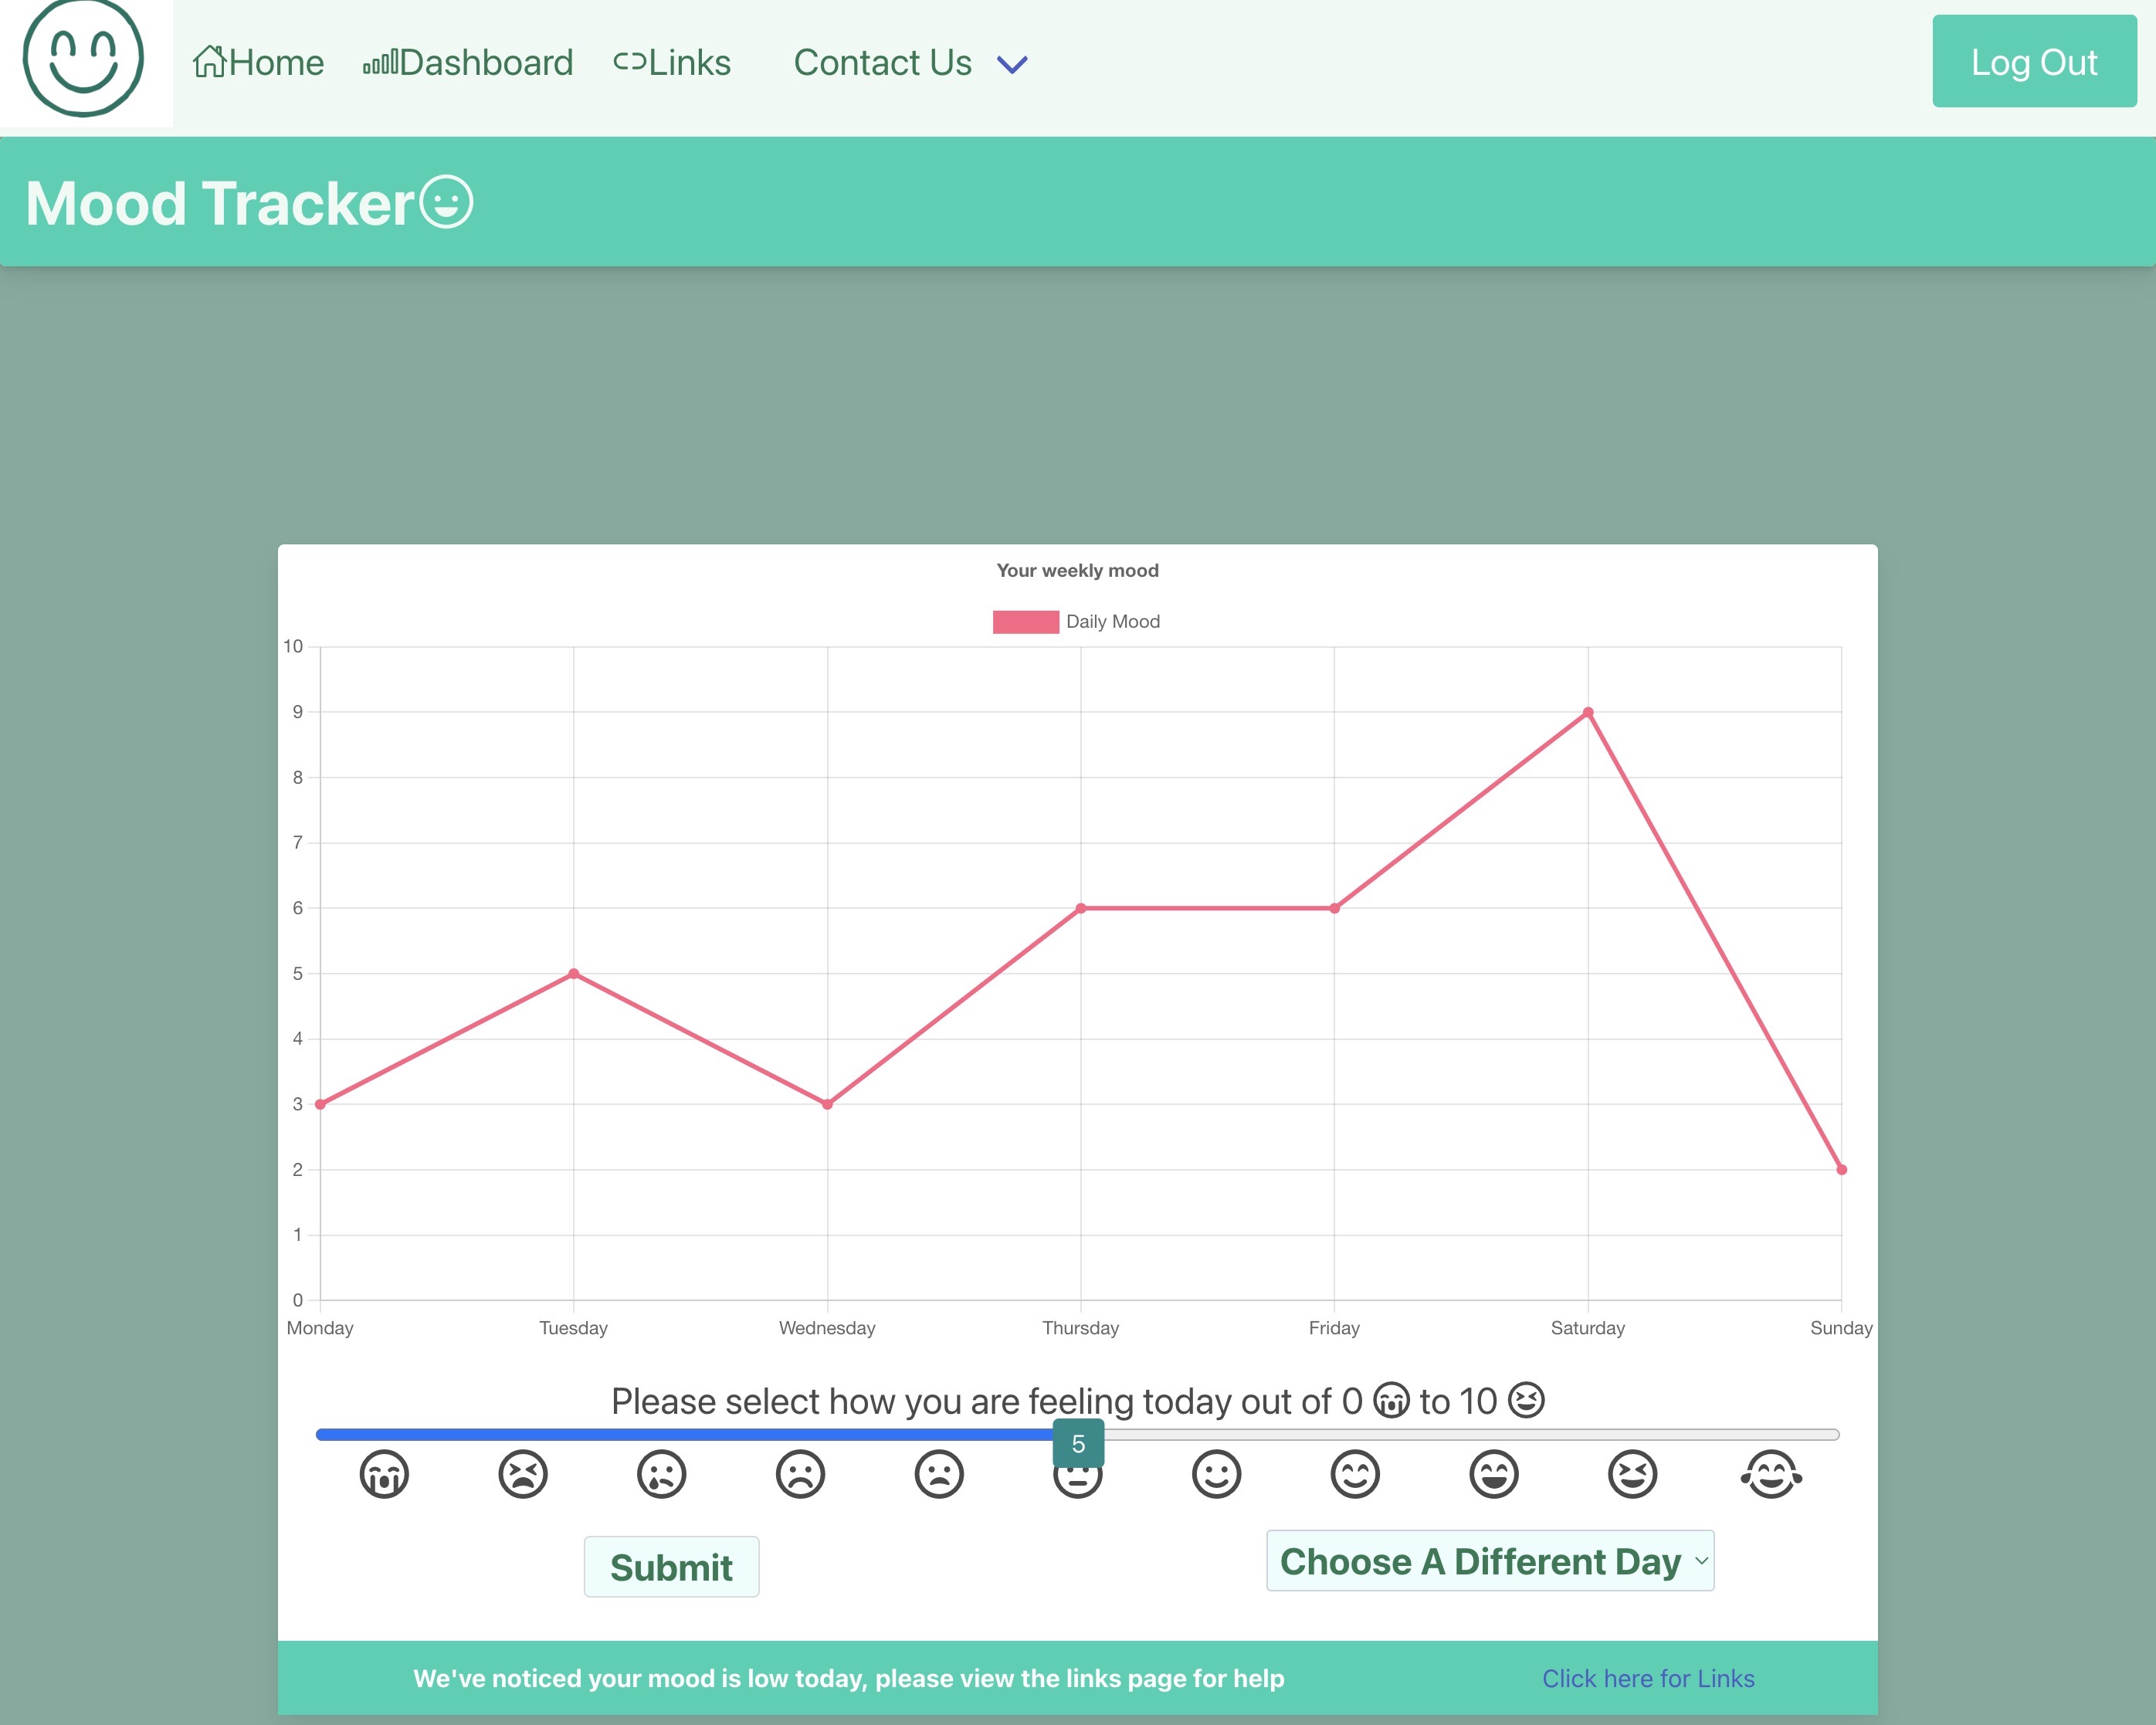 Home Dashboard Links Contact Us Log Out
Mood Tracker
Your weekly mood
Daily Mood
10
9
8
7
6
5
4
3
2
1
0
Monday Tuesday Wednesday Thursday Friday Saturday Sunday
Please select how you are feeling today out of 0 😭 to 10 😆
5
Submit Choose A Different Day
We've noticed your mood is low today, please view the links page for help Click here for Links